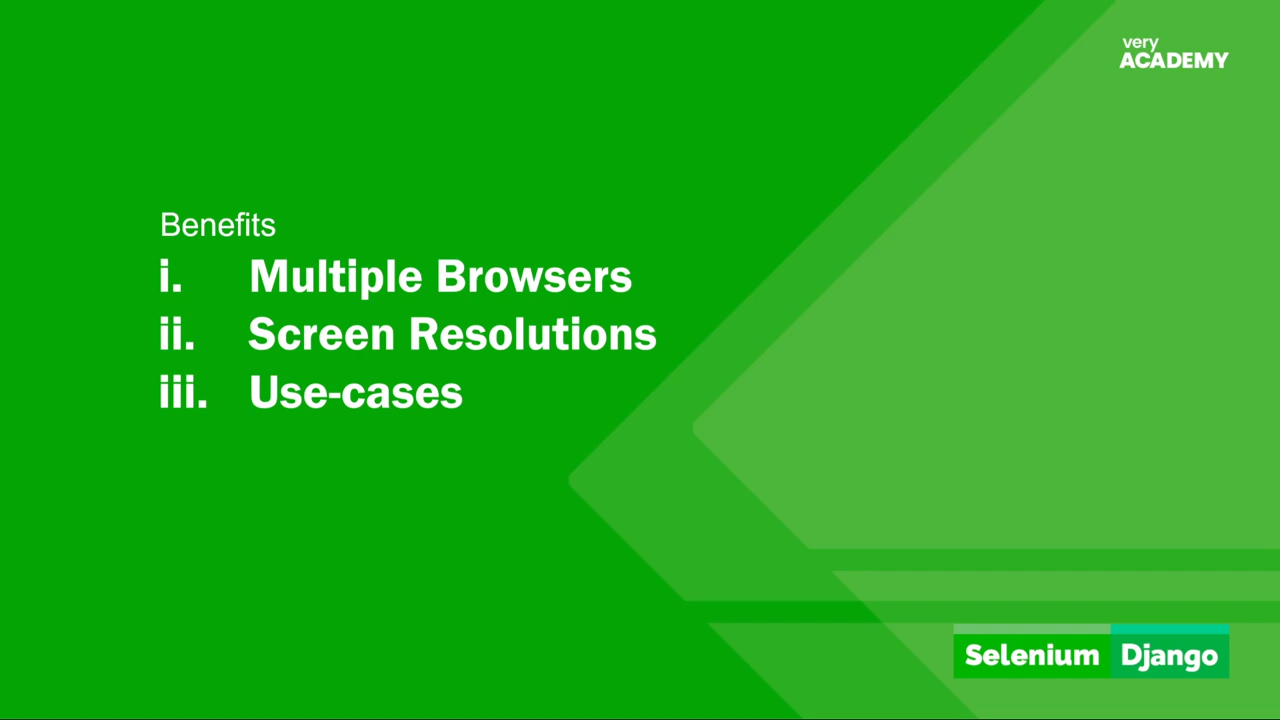 very
ACADEMY
Benefits
i. Multiple Browsers
ii. Screen Resolutions
iii. Use-cases
Selenium Django